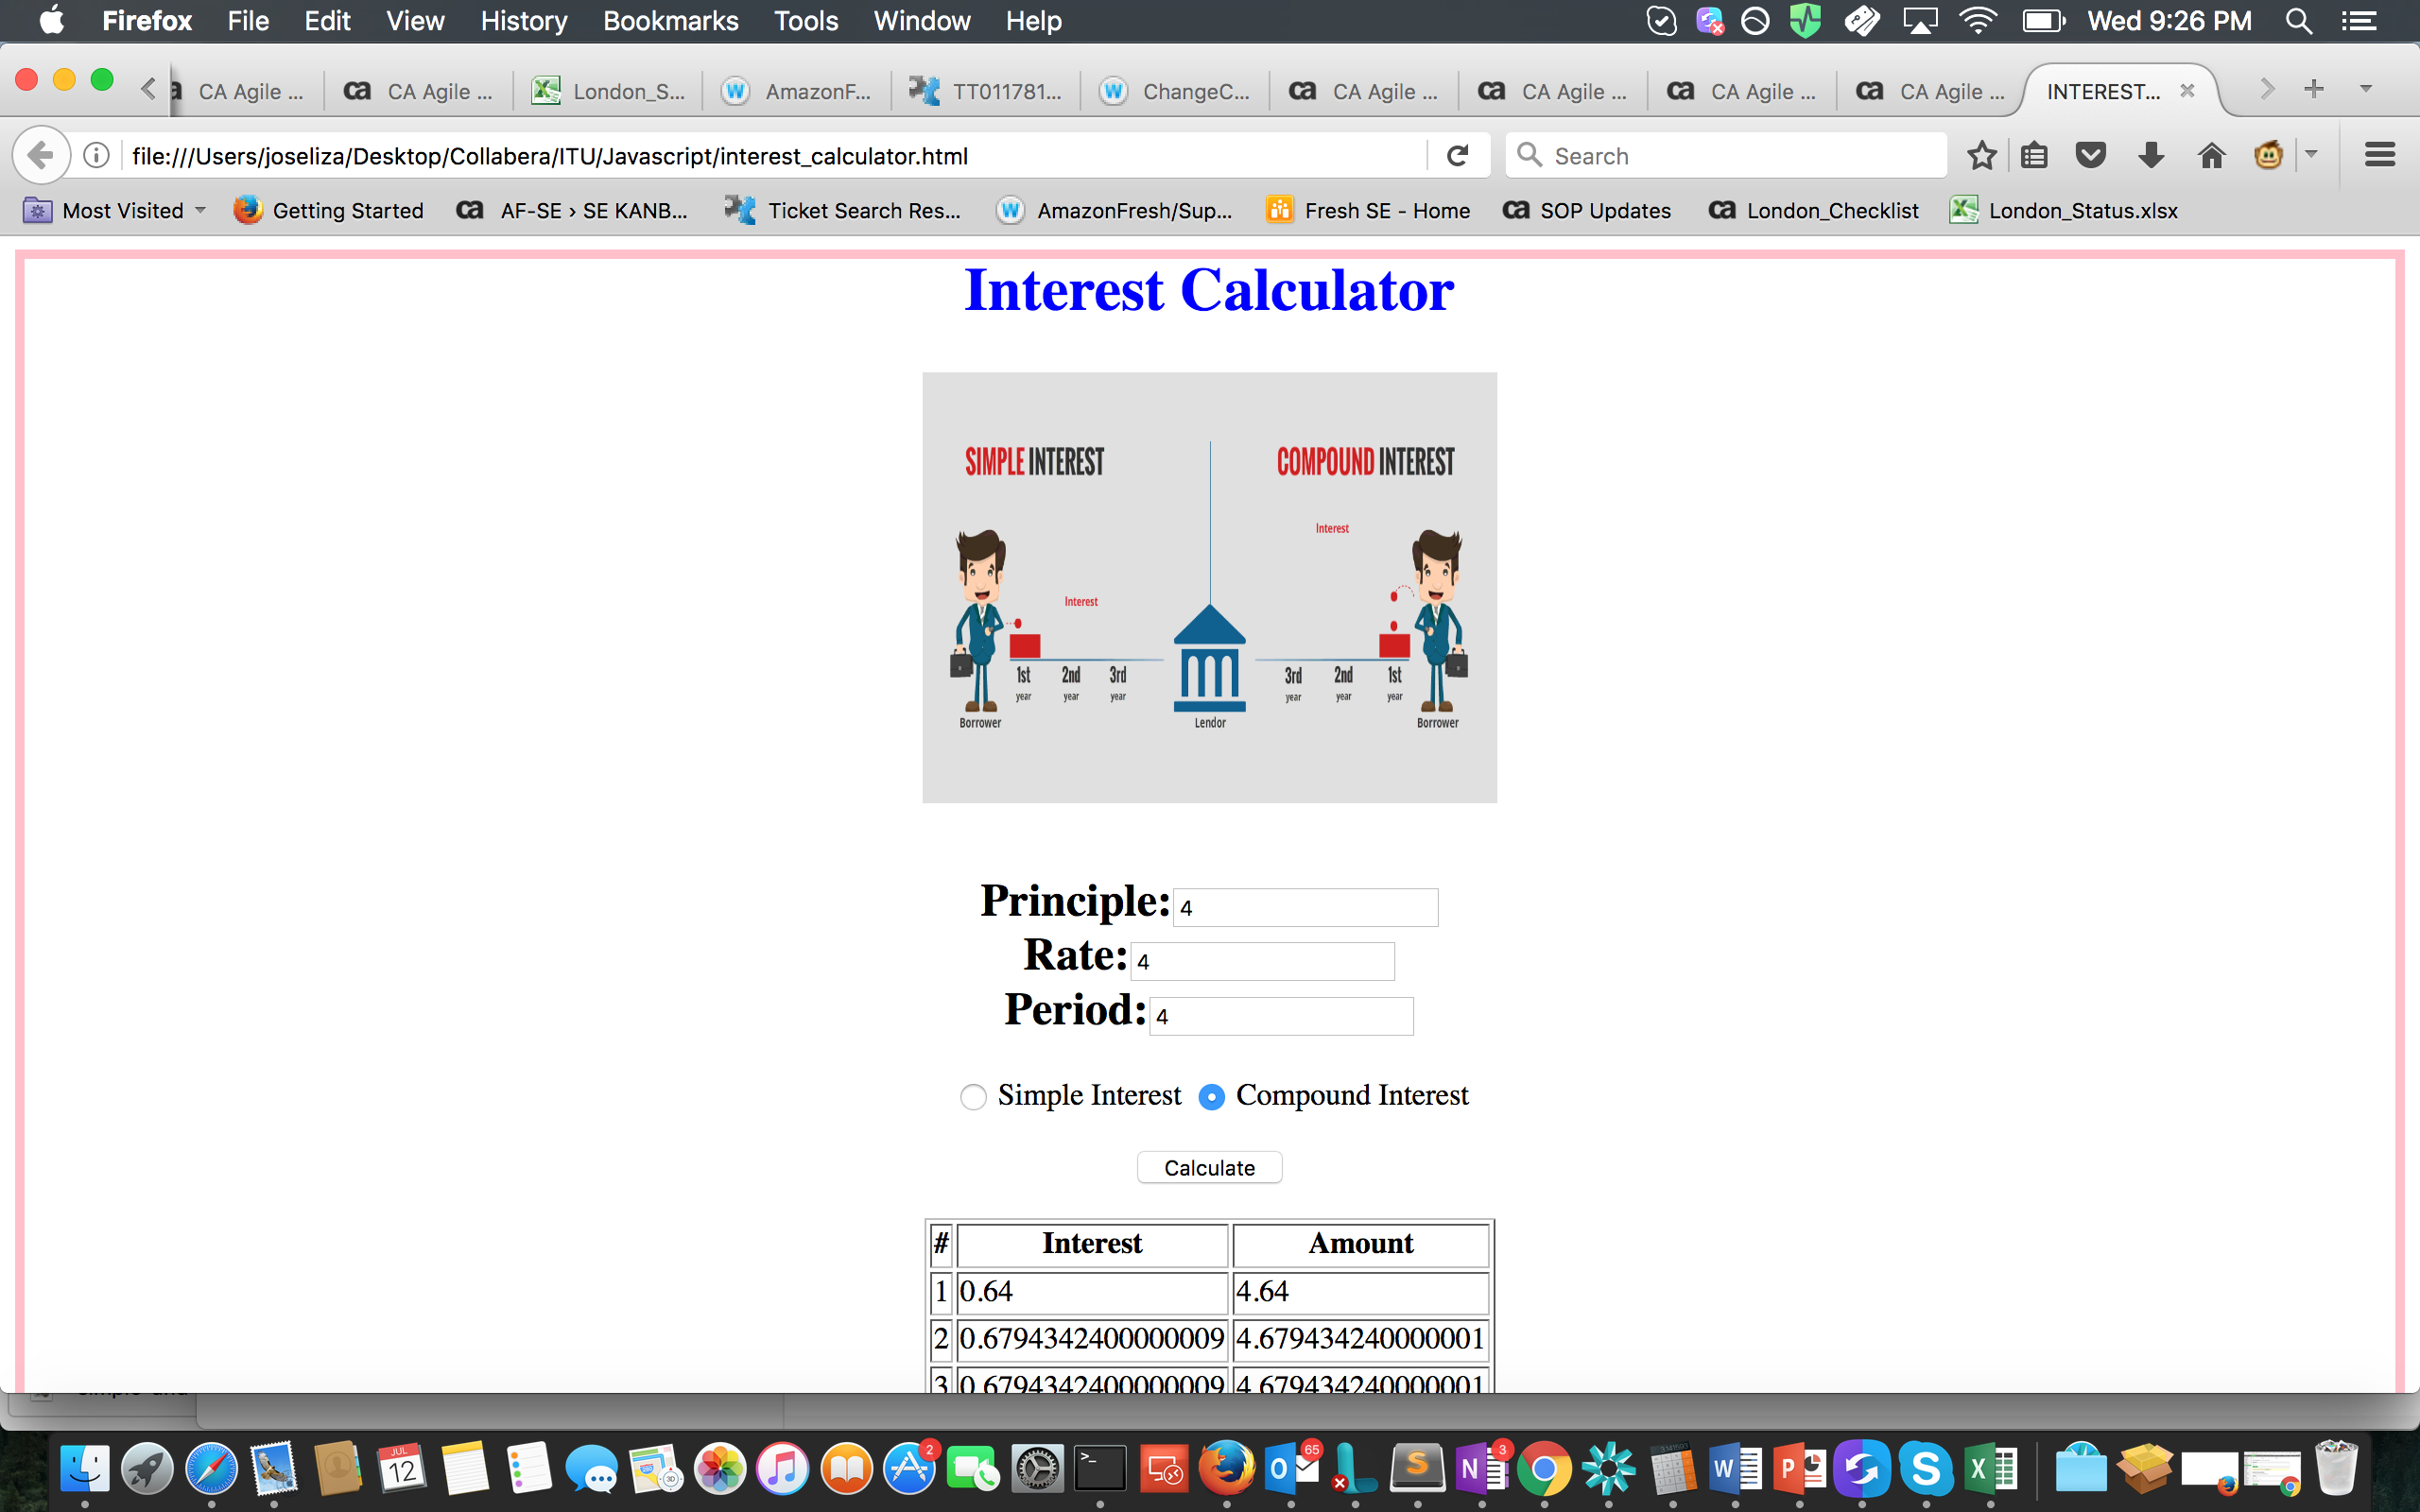 Firefox File Edit View History Bookmarks Tools Window Help Wed 9:26 PM
CA Agile ... CA Agile ... London_S... AmazonF... TT011781... ChangeC... CA Agile ... CA Agile ... CA Agile ... CA Agile ... INTEREST...
file:///Users/joseliza/Desktop/Collabera/ITU/Javascript/interest_calculator.html Search
Most Visited Getting Started AF-SE › SE KANB... Ticket Search Res... AmazonFresh/Sup... Fresh SE - Home SOP Updates London_Checklist London_Status.xlsx
Interest Calculator
SIMPLE INTEREST COMPOUND INTEREST
Interest
Interest
1st 2nd 3rd 3rd 2nd 1st
year year year year year year
Borrower Lendor Borrower
Principle: 4
Rate: 4
Period: 4
Simple Interest Compound Interest
Calculate
# Interest Amount
1 0.64 4.64
2 0.6794342400000009 4.679434240000001
3 0.6794342400000009 4.679434240000001
JUL
12
2
65
3